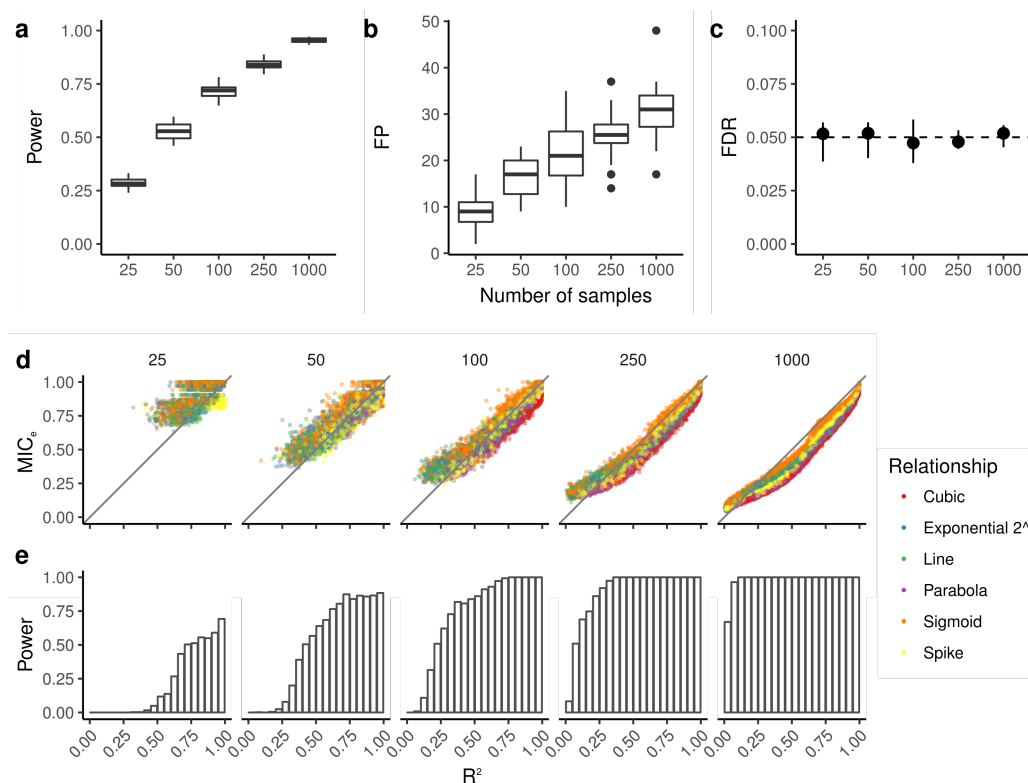 a
b
c
1.00
0.75
0.50
0.25
0.00
Power
25 50 100 250 1000
50
40
30
20
10
0
FP
25 50 100 250 1000
Number of samples
0.100
0.075
0.050
0.025
0.000
FDR
25 50 100 250 1000
d
25 50 100 250 1000
1.00
0.75
0.50
0.25
0.00
MICe
e
1.00
0.75
0.50
0.25
0.00
Power
0.00 0.25 0.50 0.75 1.00 0.00 0.25 0.50 0.75 1.00 0.00 0.25 0.50 0.75 1.00 0.00 0.25 0.50 0.75 1.00 0.00 0.25 0.50 0.75 1.00
R²
Relationship
Cubic
Exponential 2^
Line
Parabola
Sigmoid
Spike